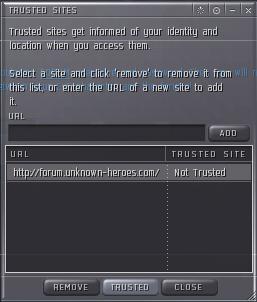 TRUSTED SITES
Trusted sites get informed of your identity and
location when you access them.
Select a site and click 'remove' to remove it from
this list, or enter the URL of a new site to add
it.
URL
ADD
URL TRUSTED SITE
http://forum.unknown-heroes.com/ Not Trusted
REMOVE TRUSTED CLOSE